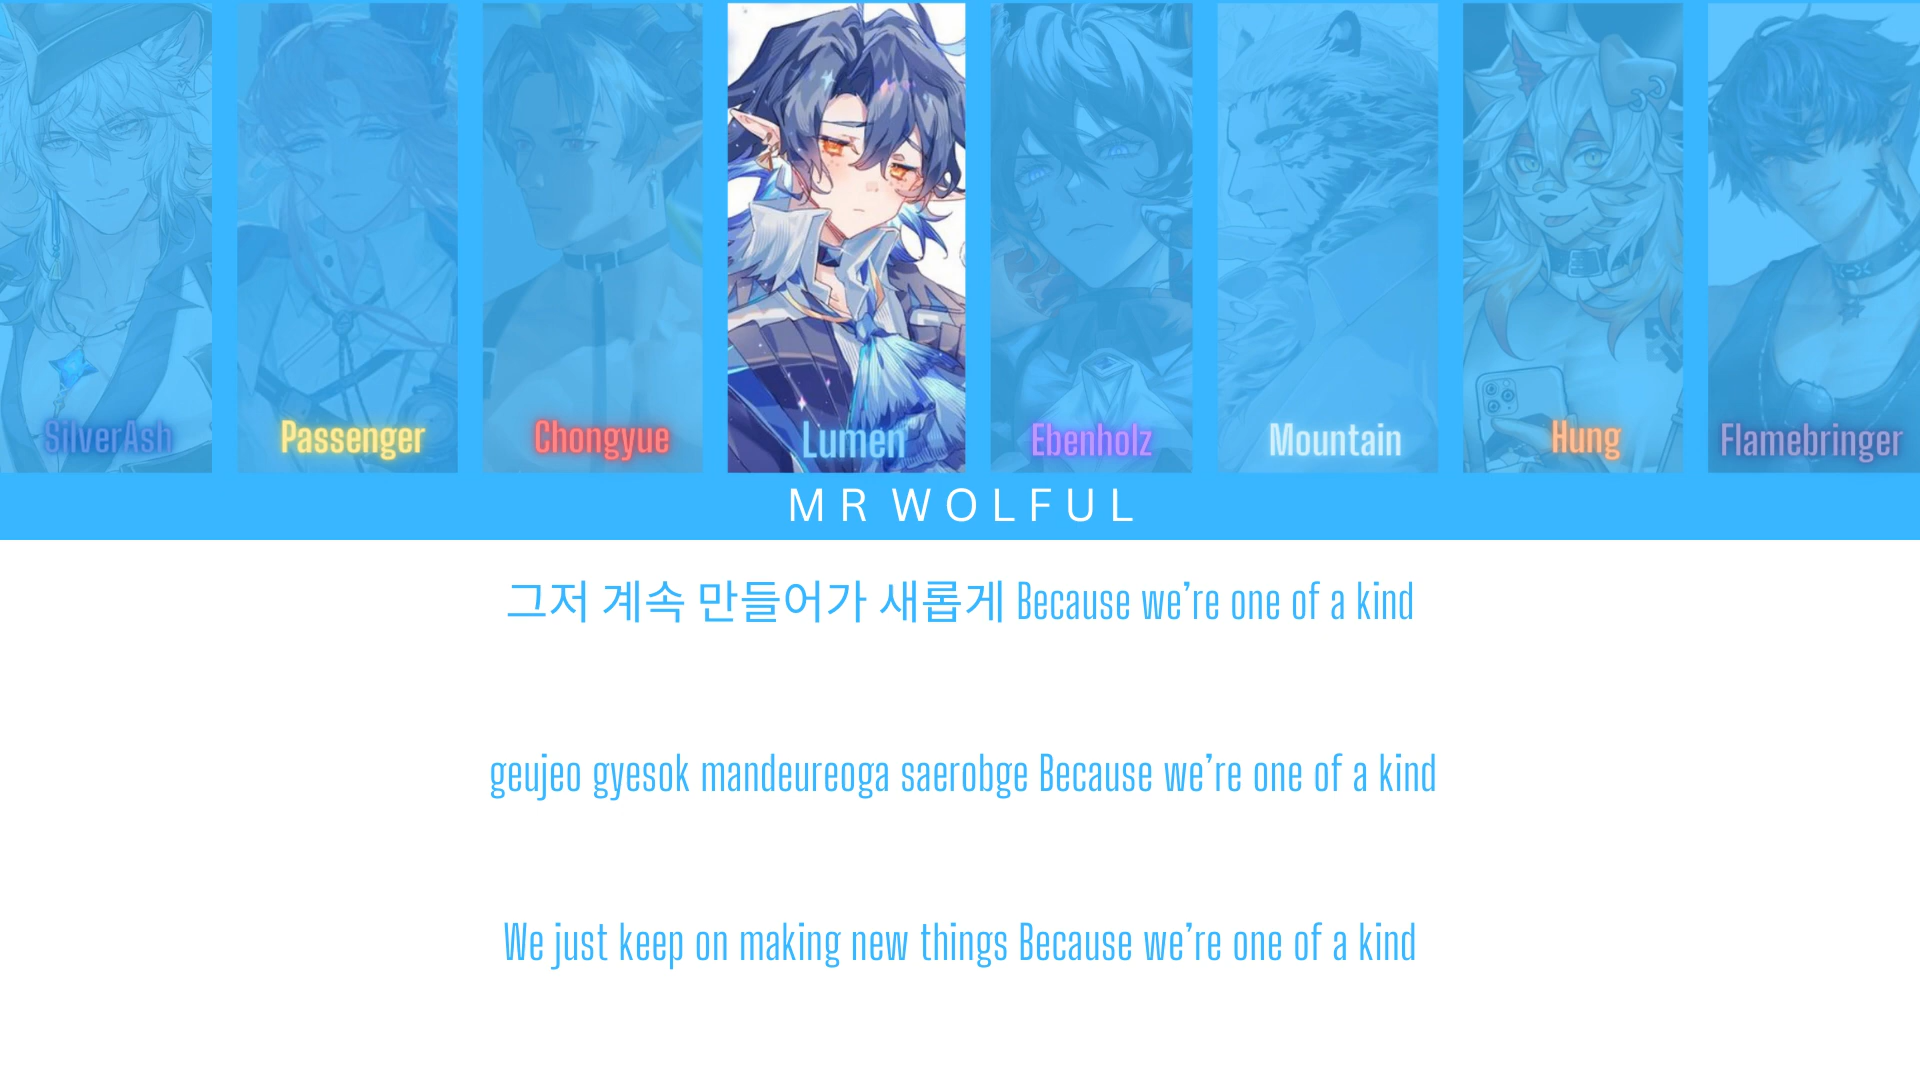 SilverAsh
Passenger
Chongyue
Lumen
Ebenholz
Mountain
Hung
Flamebringer
MR WOLFUL
그저 계속 만들어가 새롭게 Because we’re one of a kind
geujeo gyesok mandeureoga saerobge Because we’re one of a kind
We just keep on making new things Because we’re one of a kind